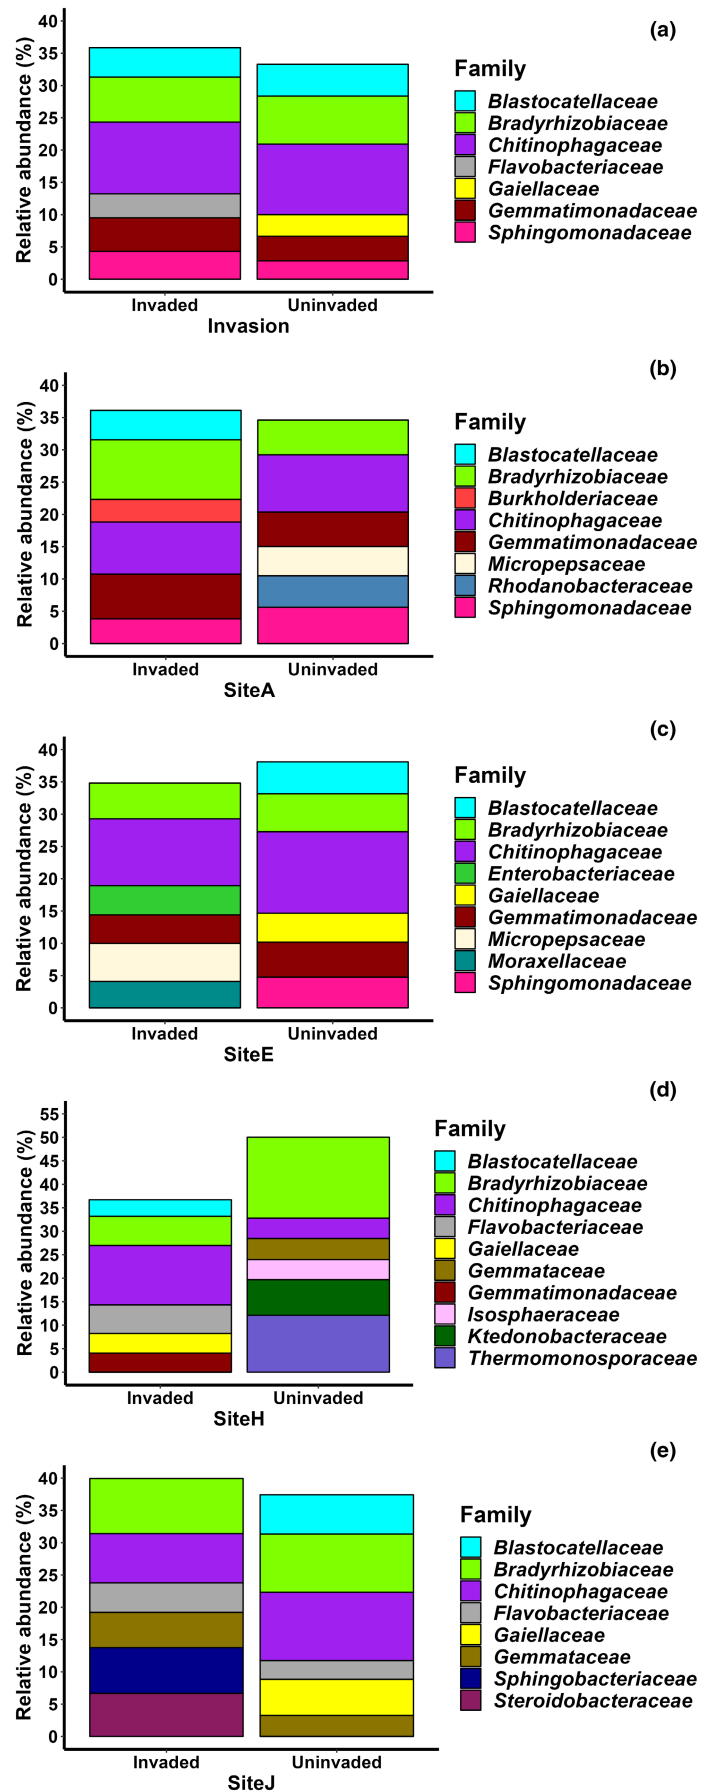 (a)
Relative abundance (%)
40
35
30
25
20
15
10
5
0
Invaded Uninvaded
Invasion
Family
Blastocatellaceae
Bradyrhizobiaceae
Chitinophagaceae
Flavobacteriaceae
Gaiellaceae
Gemmatimonadaceae
Sphingomonadaceae
(b)
Relative abundance (%)
40
35
30
25
20
15
10
5
0
Invaded Uninvaded
SiteA
Family
Blastocatellaceae
Bradyrhizobiaceae
Burkholderiaceae
Chitinophagaceae
Gemmatimonadaceae
Micropepsaceae
Rhodanobacteraceae
Sphingomonadaceae
(c)
Relative abundance (%)
40
35
30
25
20
15
10
5
0
Invaded Uninvaded
SiteE
Family
Blastocatellaceae
Bradyrhizobiaceae
Chitinophagaceae
Enterobacteriaceae
Gaiellaceae
Gemmatimonadaceae
Micropepsaceae
Moraxellaceae
Sphingomonadaceae
(d)
Relative abundance (%)
55
50
45
40
35
30
25
20
15
10
5
0
Invaded Uninvaded
SiteH
Family
Blastocatellaceae
Bradyrhizobiaceae
Chitinophagaceae
Flavobacteriaceae
Gaiellaceae
Gemmataceae
Gemmatimonadaceae
Isosphaeraceae
Ktedonobacteraceae
Thermomonosporaceae
(e)
Relative abundance (%)
40
35
30
25
20
15
10
5
0
Invaded Uninvaded
SiteJ
Family
Blastocatellaceae
Bradyrhizobiaceae
Chitinophagaceae
Flavobacteriaceae
Gaiellaceae
Gemmataceae
Sphingobacteriaceae
Steroidobacteraceae